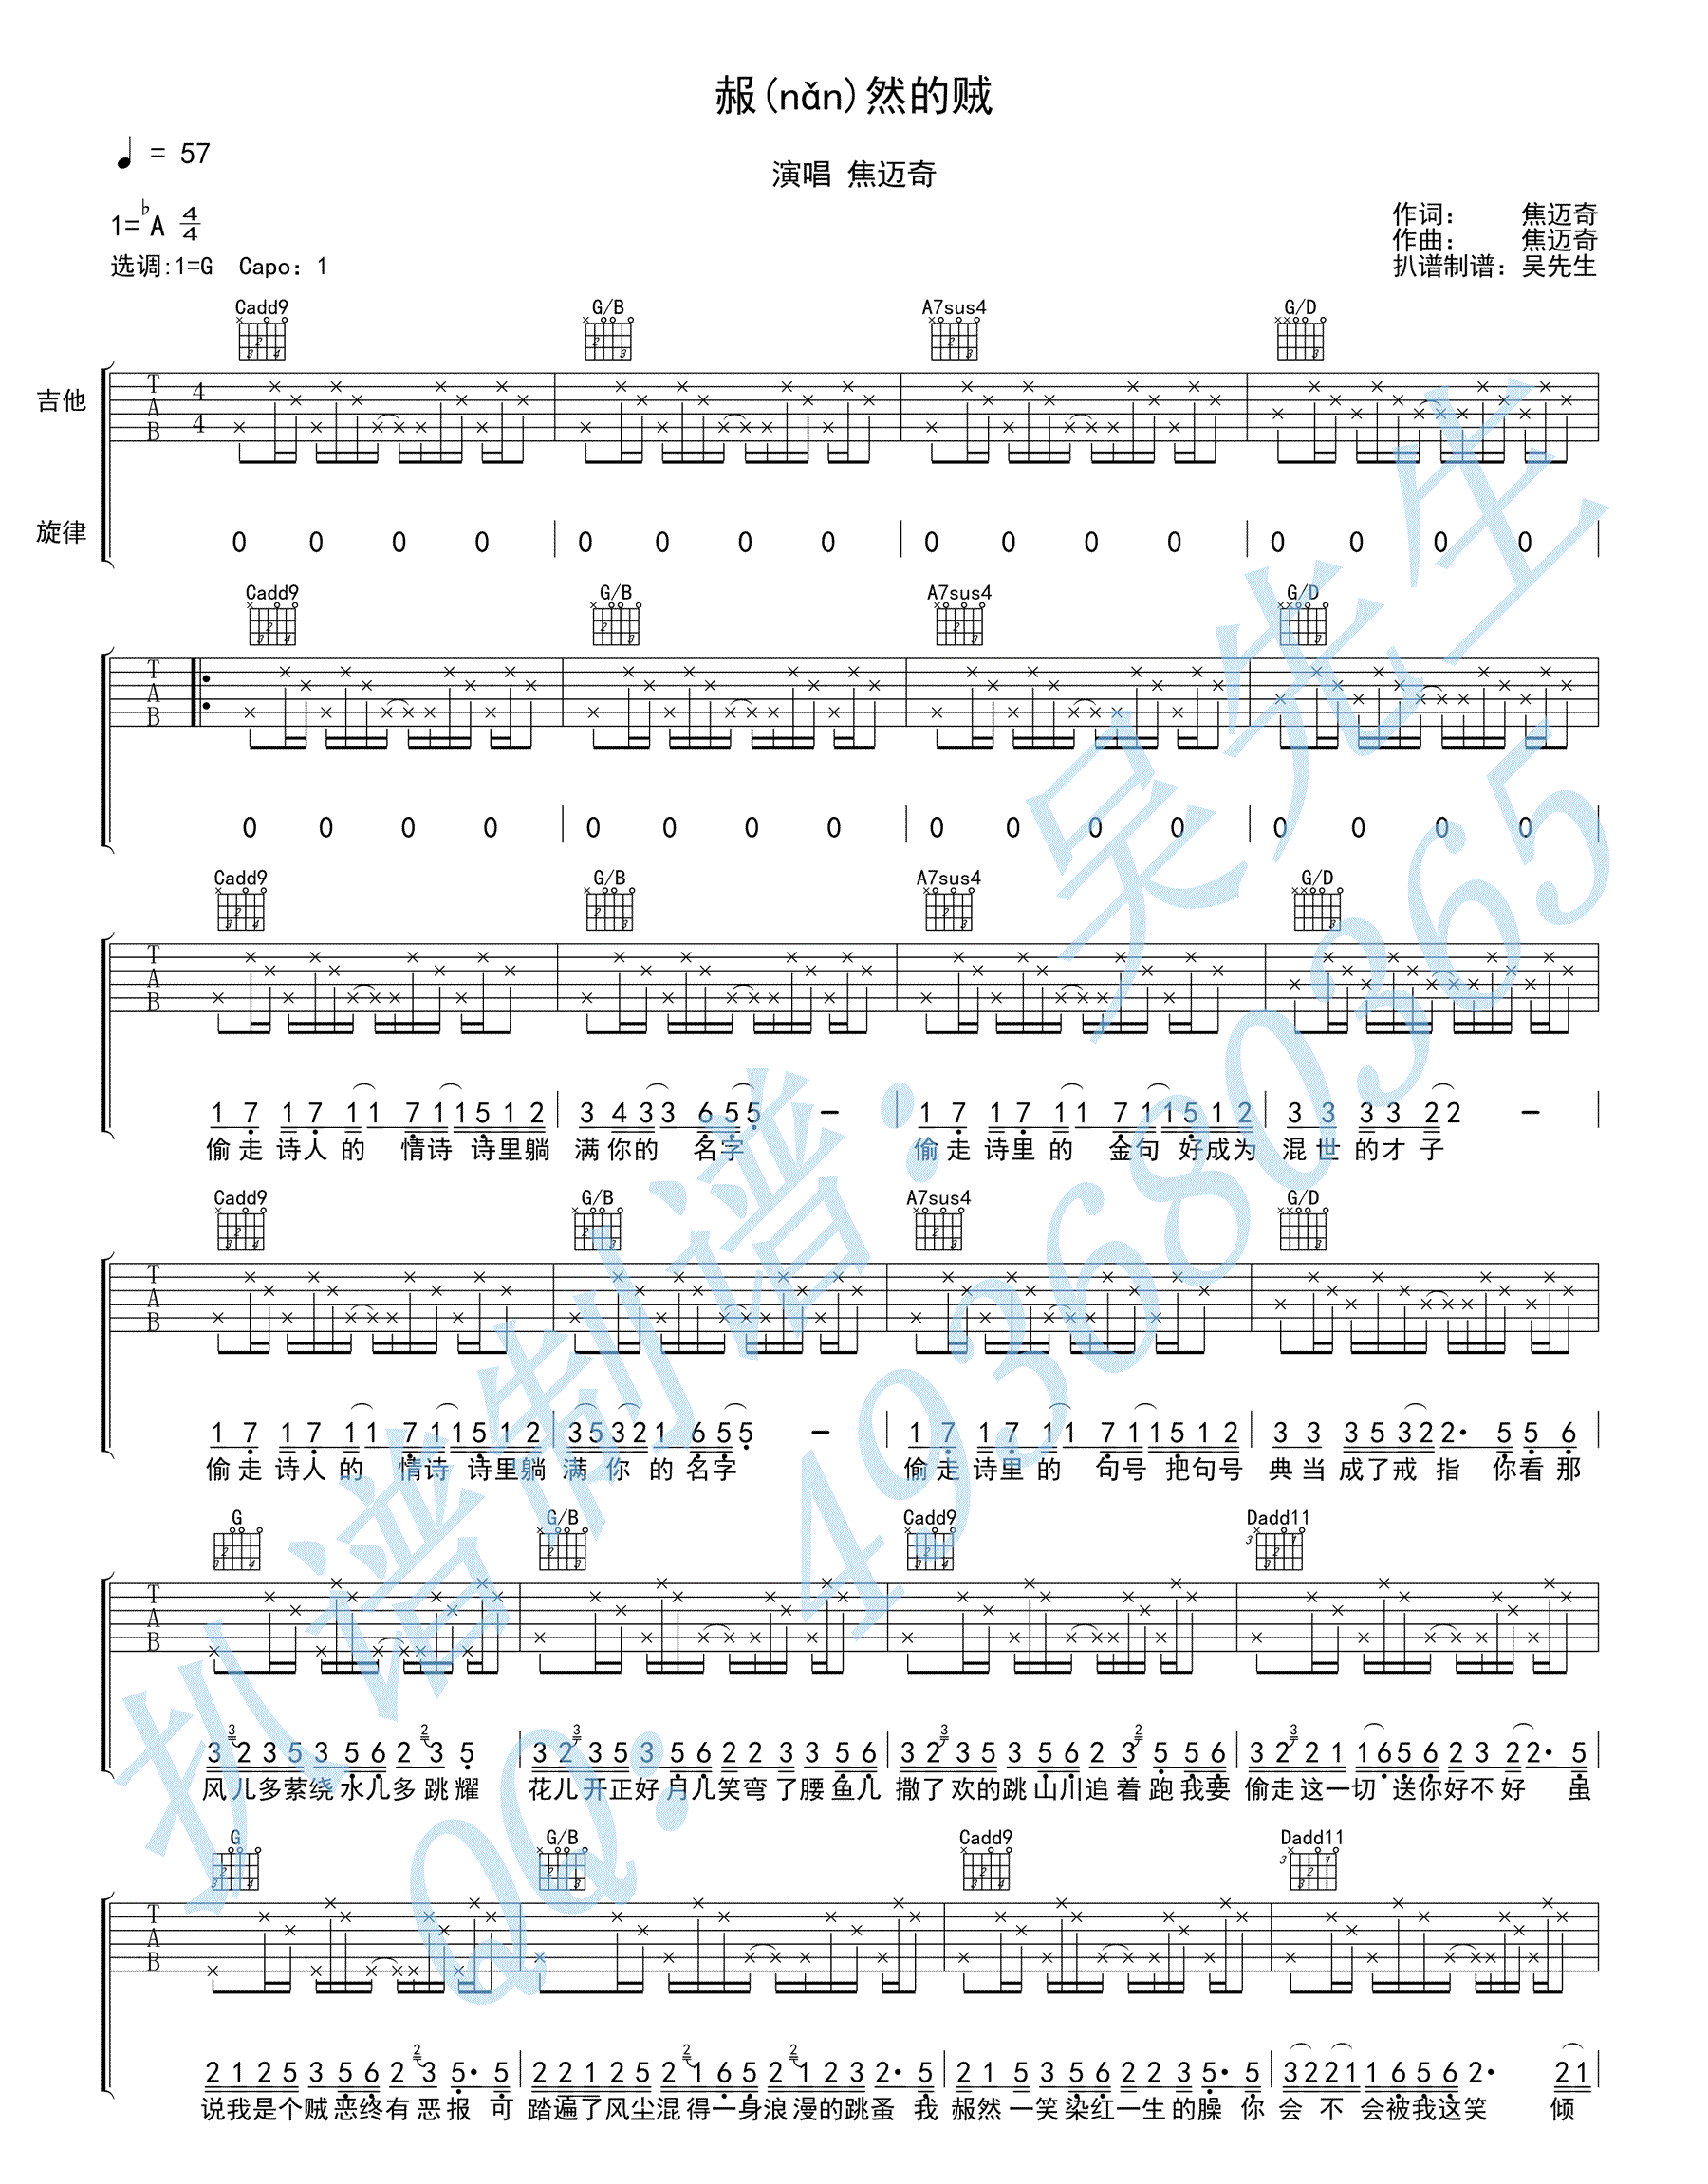 赧(nǎn)然的贼
♩ = 57
演唱 焦迈奇
1=♭A 4/4
作词: 焦迈奇
作曲: 焦迈奇
选调:1=G Capo: 1
扒谱制谱: 吴先生
Cadd9 G/B A7sus4 G/D
吉他
T A B 4/4
旋律
0 0 0 0 | 0 0 0 0 | 0 0 0 0 | 0 0 0 0
Cadd9 G/B A7sus4 G/D
T A B
0 0 0 0 | 0 0 0 0 | 0 0 0 0 | 0 0 0 0
Cadd9 G/B A7sus4 G/D
T A B
1 7 1 7 1 1 7 1 1 5 1 2 | 3 4 3 3 6 5 5 – | 1 7 1 7 1 1 7 1 1 5 1 2 | 3 3 3 3 2 2 –
偷走 诗人 的 情诗 诗里躺 满你的 名字 偷走 诗里 的 金句 好成为 混世 的才 子
Cadd9 G/B A7sus4 G/D
T A B
1 7 1 7 1 1 7 1 1 5 1 2 | 3 5 3 2 1 6 5 5 – | 1 7 1 7 1 1 7 1 1 5 1 2 | 3 3 3 5 3 2 2· 5 5 6
偷走 诗人 的 情诗 诗里躺 满 你 的 名字 偷走 诗里 的 句号 把句号 典当 成了戒 指 你看 那
G G/B Cadd9 Dadd11
T A B
3 2 3 5 3 5 6 2 3 5 | 3 2 3 5 3 5 6 2 2 3 3 5 6 | 3 2 3 5 3 5 6 2 3 5 5 6 | 3 2 2 1 1 6 5 6 2 3 2 2· 5
风儿多萦绕水儿多跳耀 花儿开正好月儿笑弯了腰鱼儿 撒了欢的跳山川追着跑我要 偷走这一切 送你好不好 虽
G G/B Cadd9 Dadd11
T A B
2 1 2 5 3 5 6 2 3 5· 5 | 2 2 1 2 5 2 1 6 5 2 1 2 3 2· 5 | 2 1 5 3 5 6 2 2 3 5· 5 | 3 2 2 1 1 6 5 6 2· 2 1
说我是个贼恶终有恶报 可 踏遍了风尘混得一身浪漫的跳蚤 我 赧然一笑染红一生的臊 你 会 不 会被我这笑 倾
扒谱制谱: 吴先生
QQ: 493680365